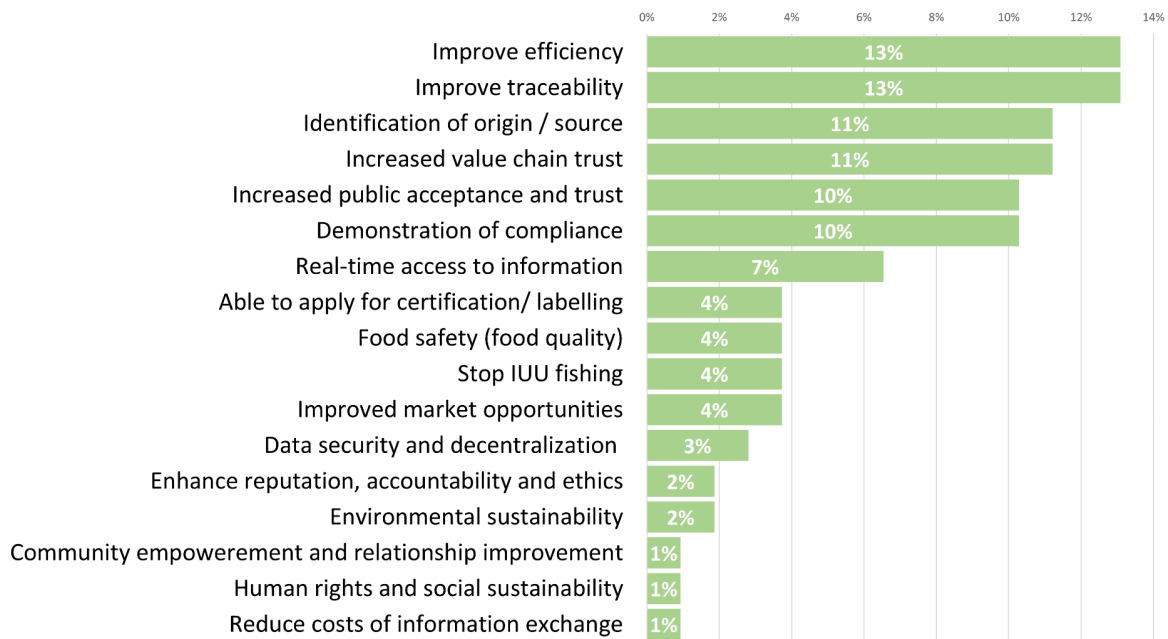 0% 2% 4% 6% 8% 10% 12% 14%
Improve efficiency 13%
Improve traceability 13%
Identification of origin / source 11%
Increased value chain trust 11%
Increased public acceptance and trust 10%
Demonstration of compliance 10%
Real-time access to information 7%
Able to apply for certification/ labelling 4%
Food safety (food quality) 4%
Stop IUU fishing 4%
Improved market opportunities 4%
Data security and decentralization 3%
Enhance reputation, accountability and ethics 2%
Environmental sustainability 2%
Community empowerement and relationship improvement 1%
Human rights and social sustainability 1%
Reduce costs of information exchange 1%